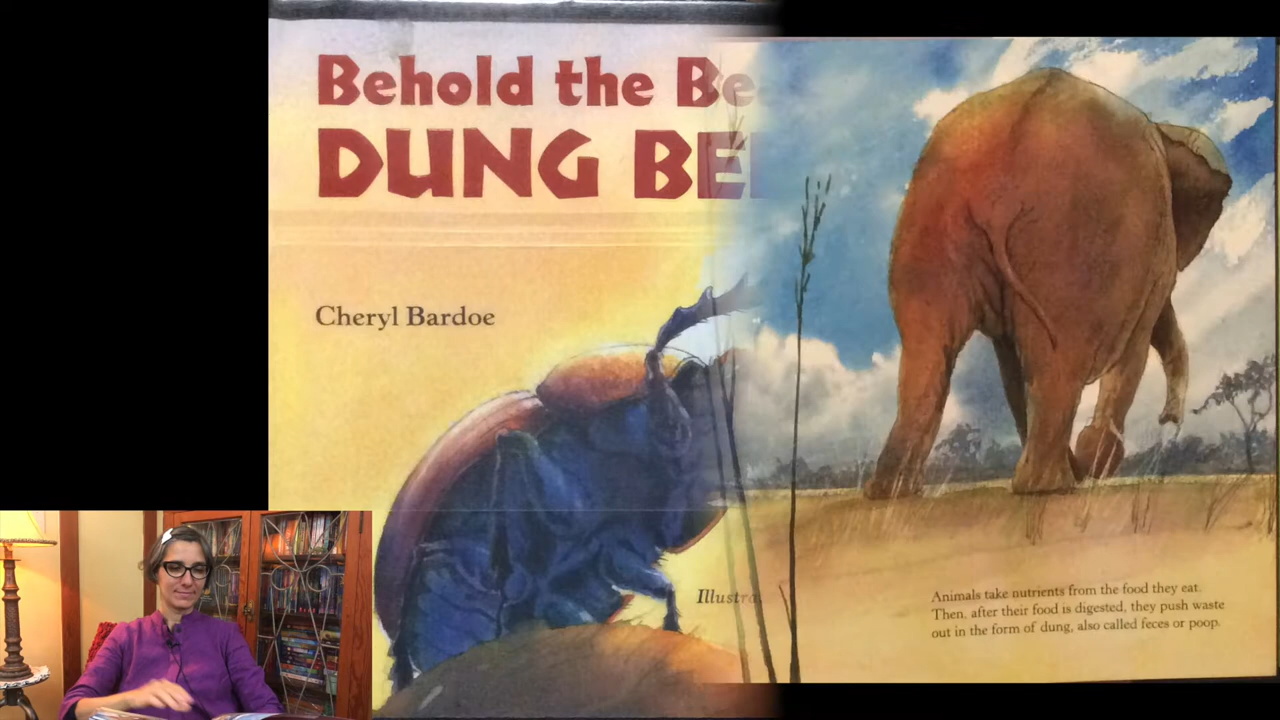 Behold the Be
DUNG BE
Cheryl Bardoe
Illustra
Animals take nutrients from the food they eat.
Then, after their food is digested, they push waste
out in the form of dung, also called feces or poop.